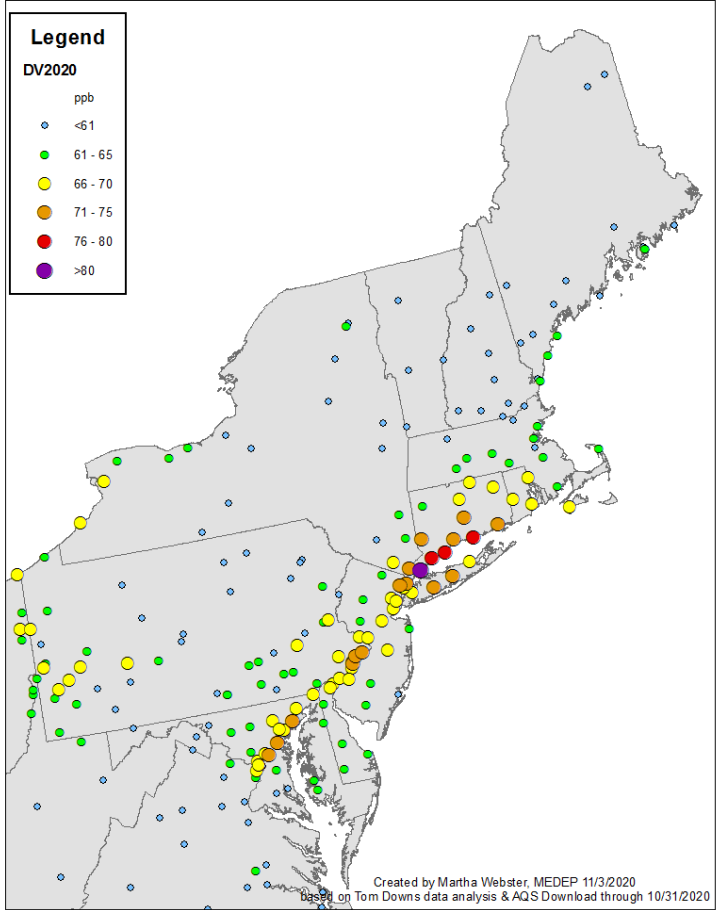 Legend
DV2020
ppb
<61
61 - 65
66 - 70
71 - 75
76 - 80
>80
Created by Martha Webster, MEDEP 11/3/2020
based on Tom Downs data analysis & AQS Download through 10/31/2020